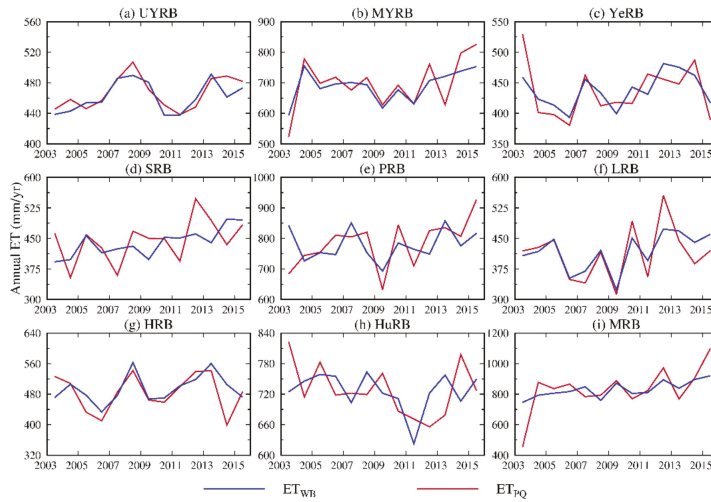 (a) UYRB (b) MYRB (c) YeRB
560 900 550
520 800 500
480 700 450
440 600 400
400 500 350
2003 2005 2007 2009 2011 2013 2015 2003 2005 2007 2009 2011 2013 2015 2003 2005 2007 2009 2011 2013 2015
(d) SRB (e) PRB (f) LRB
600 1000 600
525 900 525
450 800 450
375 700 375
300 600 300
2003 2005 2007 2009 2011 2013 2015 2003 2005 2007 2009 2011 2013 2015 2003 2005 2007 2009 2011 2013 2015
Annual ET (mm/yr)
(g) HRB (h) HuRB (i) MRB
640 840 1200
560 780 1000
480 720 800
400 660 600
320 600 400
2003 2005 2007 2009 2011 2013 2015 2003 2005 2007 2009 2011 2013 2015 2003 2005 2007 2009 2011 2013 2015
ET_WB ET_PQ